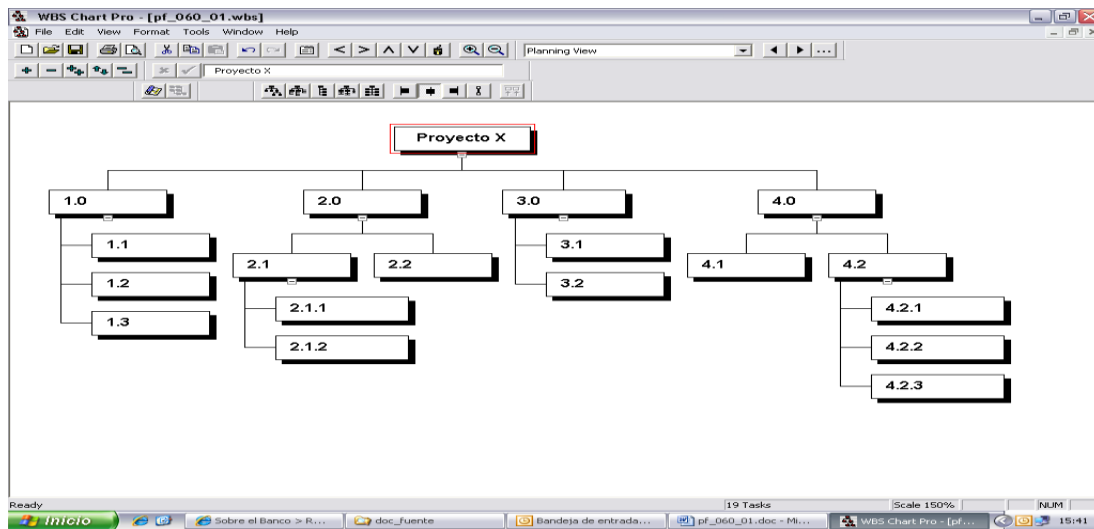 WBS Chart Pro - [pf_060_01.wbs]
File Edit View Format Tools Window Help
Planning View
Proyecto X
Proyecto X
1.0 2.0 3.0 4.0
1.1 3.1
2.1 2.2 4.1 4.2
1.2 3.2
2.1.1 4.2.1
1.3
2.1.2 4.2.2
4.2.3
Ready 19 Tasks Scale 150% NUM
Inicio Sobre el Banco > R... doc_fuente Bandeja de entrada... pf_060_01.doc - Mi... WBS Chart Pro - [pf... 15:41